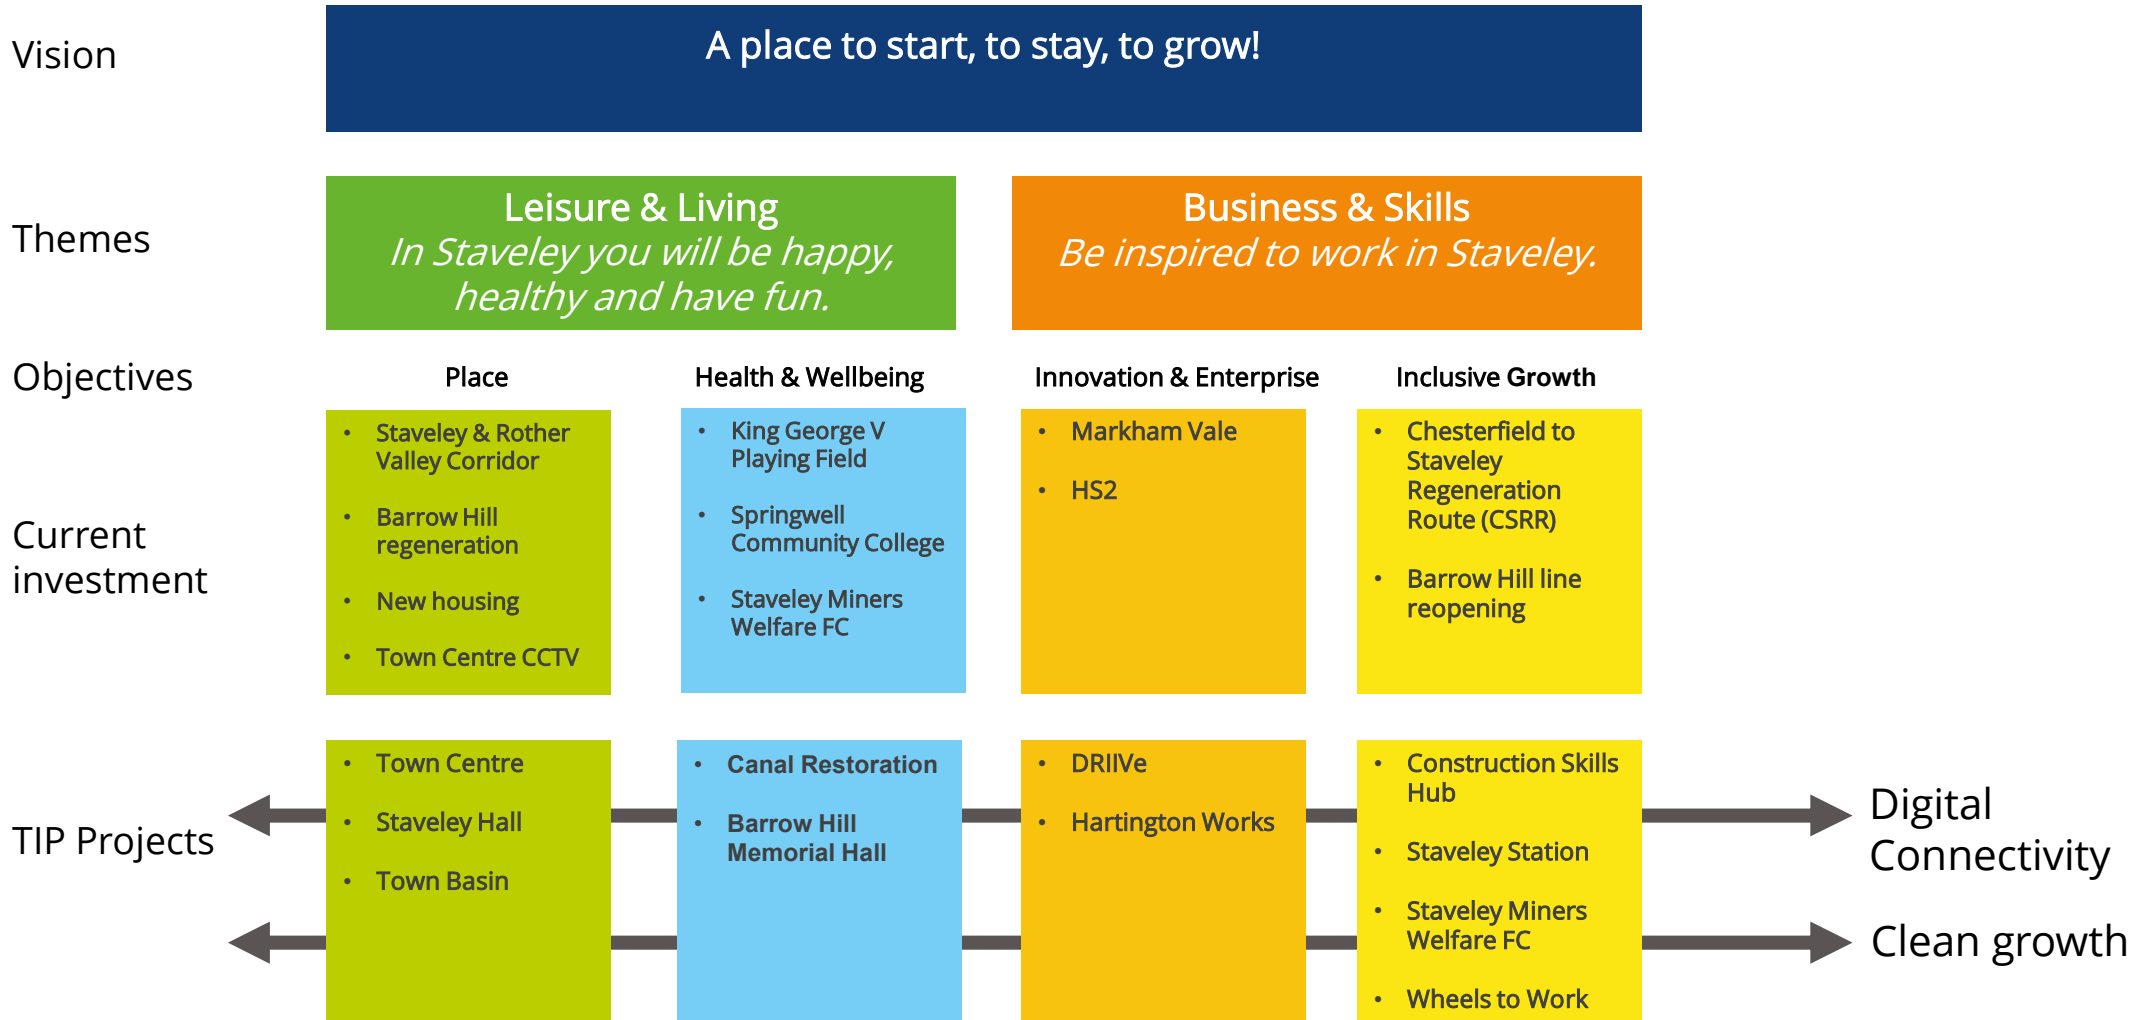 Vision
A place to start, to stay, to grow!
Themes
Leisure & Living
In Staveley you will be happy,
healthy and have fun.
Business & Skills
Be inspired to work in Staveley.
Objectives
Place
Health & Wellbeing
Innovation & Enterprise
Inclusive Growth
Current
investment
• Staveley & Rother
Valley Corridor
• Barrow Hill
regeneration
• New housing
• Town Centre CCTV
• King George V
Playing Field
• Springwell
Community College
• Staveley Miners
Welfare FC
• Markham Vale
• HS2
• Chesterfield to
Staveley
Regeneration
Route (CSRR)
• Barrow Hill line
reopening
TIP Projects
• Town Centre
• Staveley Hall
• Town Basin
• Canal Restoration
• Barrow Hill
Memorial Hall
• DRIIVe
• Hartington Works
• Construction Skills
Hub
• Staveley Station
• Staveley Miners
Welfare FC
• Wheels to Work
Digital
Connectivity
Clean growth